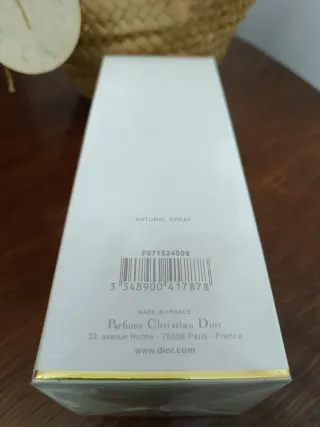 NATURAL SPRAY
F071524009
3 348900 417878
MADE IN FRANCE
Parfums Christian Dior
33, avenue Hoche - 75008 Paris - France
www.dior.com